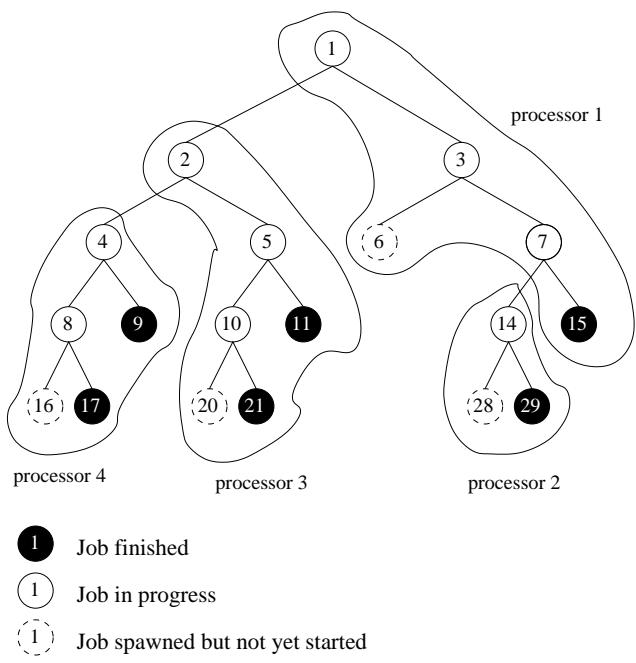 1
processor 1
2
3
4
5
6
7
8
9
10
11
14
15
16
17
20
21
28
29
processor 4
processor 3
processor 2
1 Job finished
1 Job in progress
1 Job spawned but not yet started